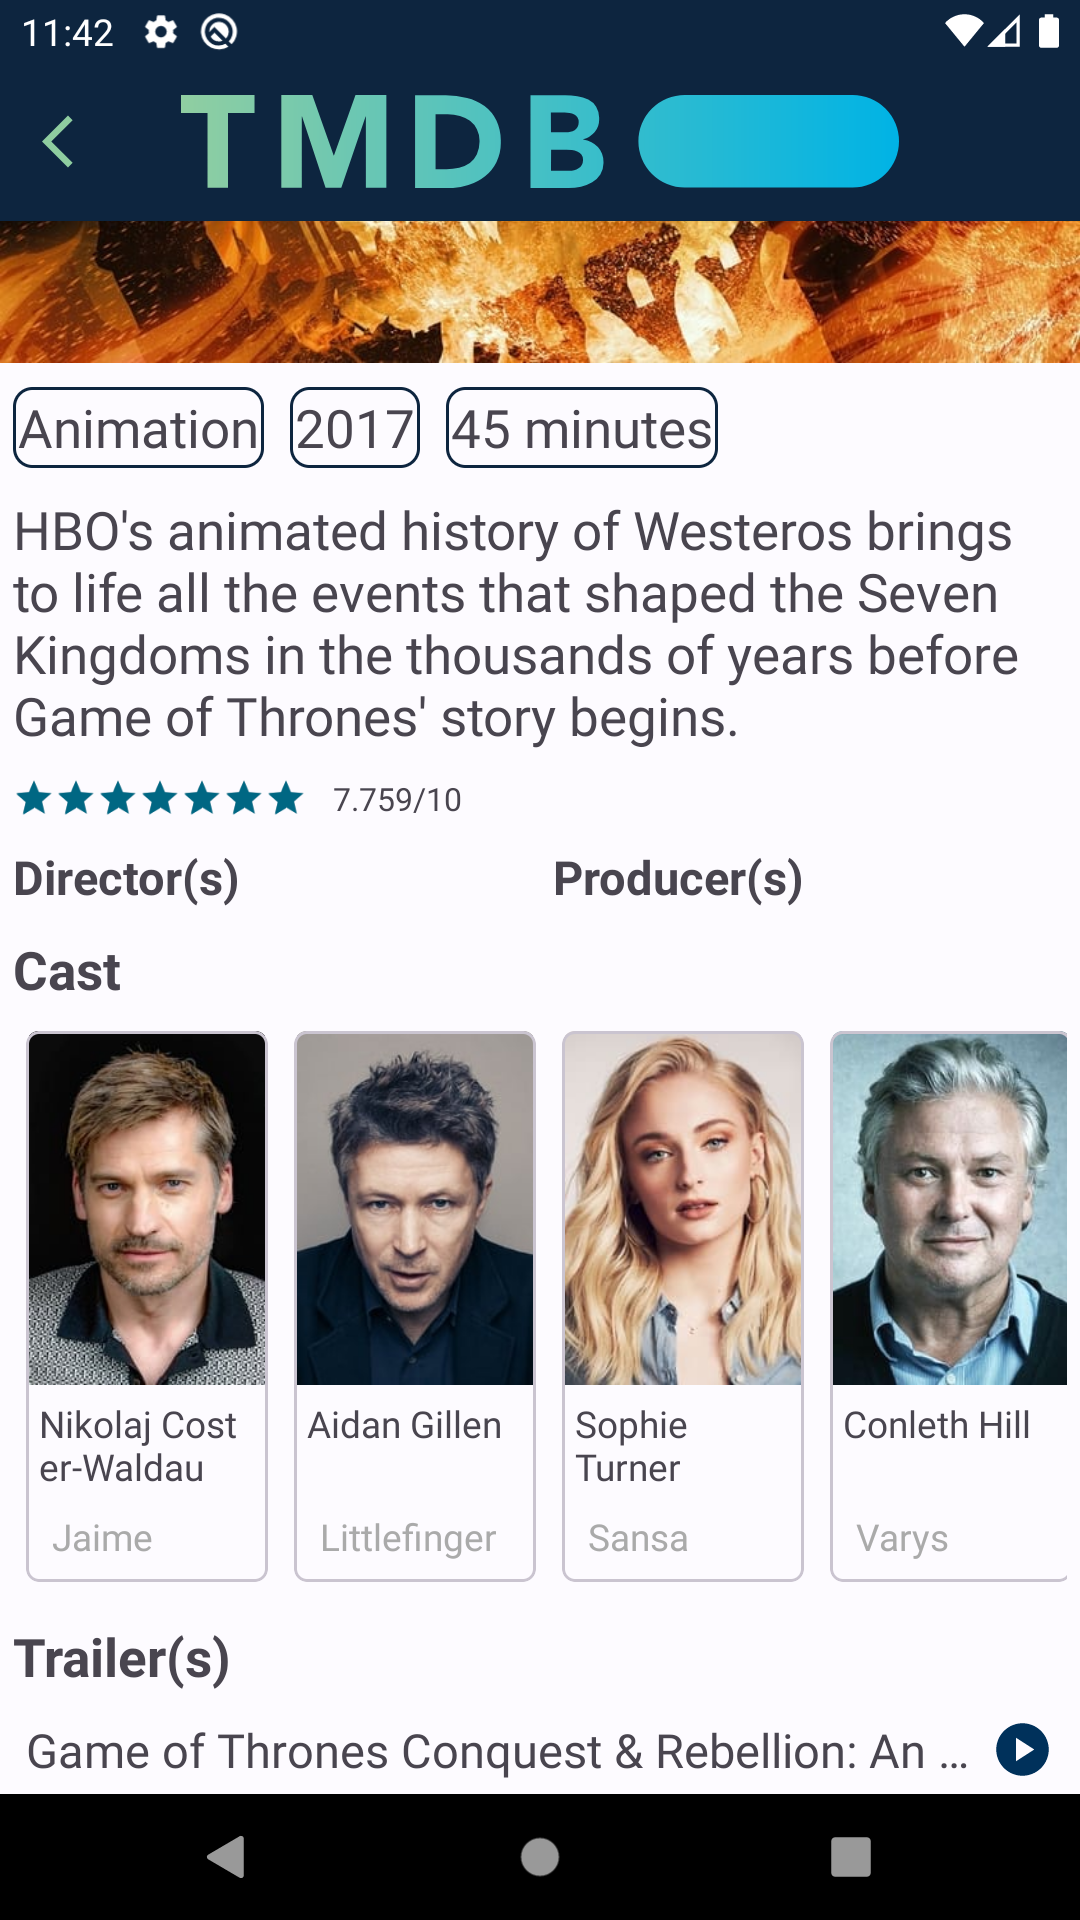 11:42
TMDB
Animation 2017 45 minutes
HBO's animated history of Westeros brings
to life all the events that shaped the Seven
Kingdoms in the thousands of years before
Game of Thrones' story begins.
7.759/10
Director(s) Producer(s)
Cast
Nikolaj Cost
er-Waldau
Jaime
Aidan Gillen
Littlefinger
Sophie
Turner
Sansa
Conleth Hill
Varys
Trailer(s)
Game of Thrones Conquest & Rebellion: An ...